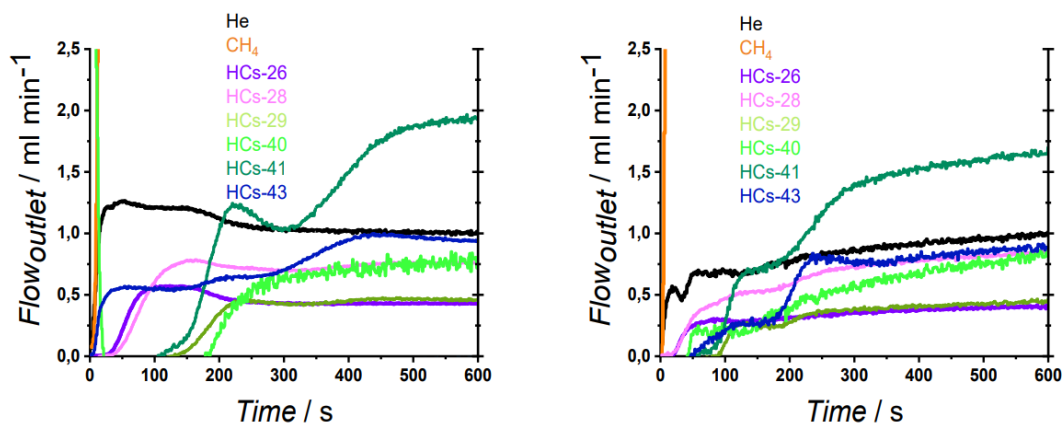 He
CH₄
HCs-26
HCs-28
HCs-29
HCs-40
HCs-41
HCs-43
Flowoutlet / ml min⁻¹
2,5
2,0
1,5
1,0
0,5
0,0
0 100 200 300 400 500 600
Time / s
He
CH₄
HCs-26
HCs-28
HCs-29
HCs-40
HCs-41
HCs-43
Flowoutlet / ml min⁻¹
2,5
2,0
1,5
1,0
0,5
0,0
0 100 200 300 400 500 600
Time / s